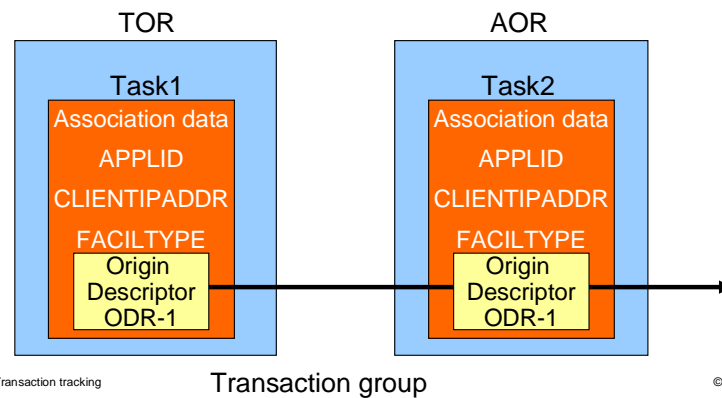 TOR
AOR
Task1
Task2
Association data
APPLID
CLIENTIPADDR
FACILTYPE
Origin
Descriptor
ODR-1
Association data
APPLID
CLIENTIPADDR
FACILTYPE
Origin
Descriptor
ODR-1
ransaction tracking
Transaction group
©